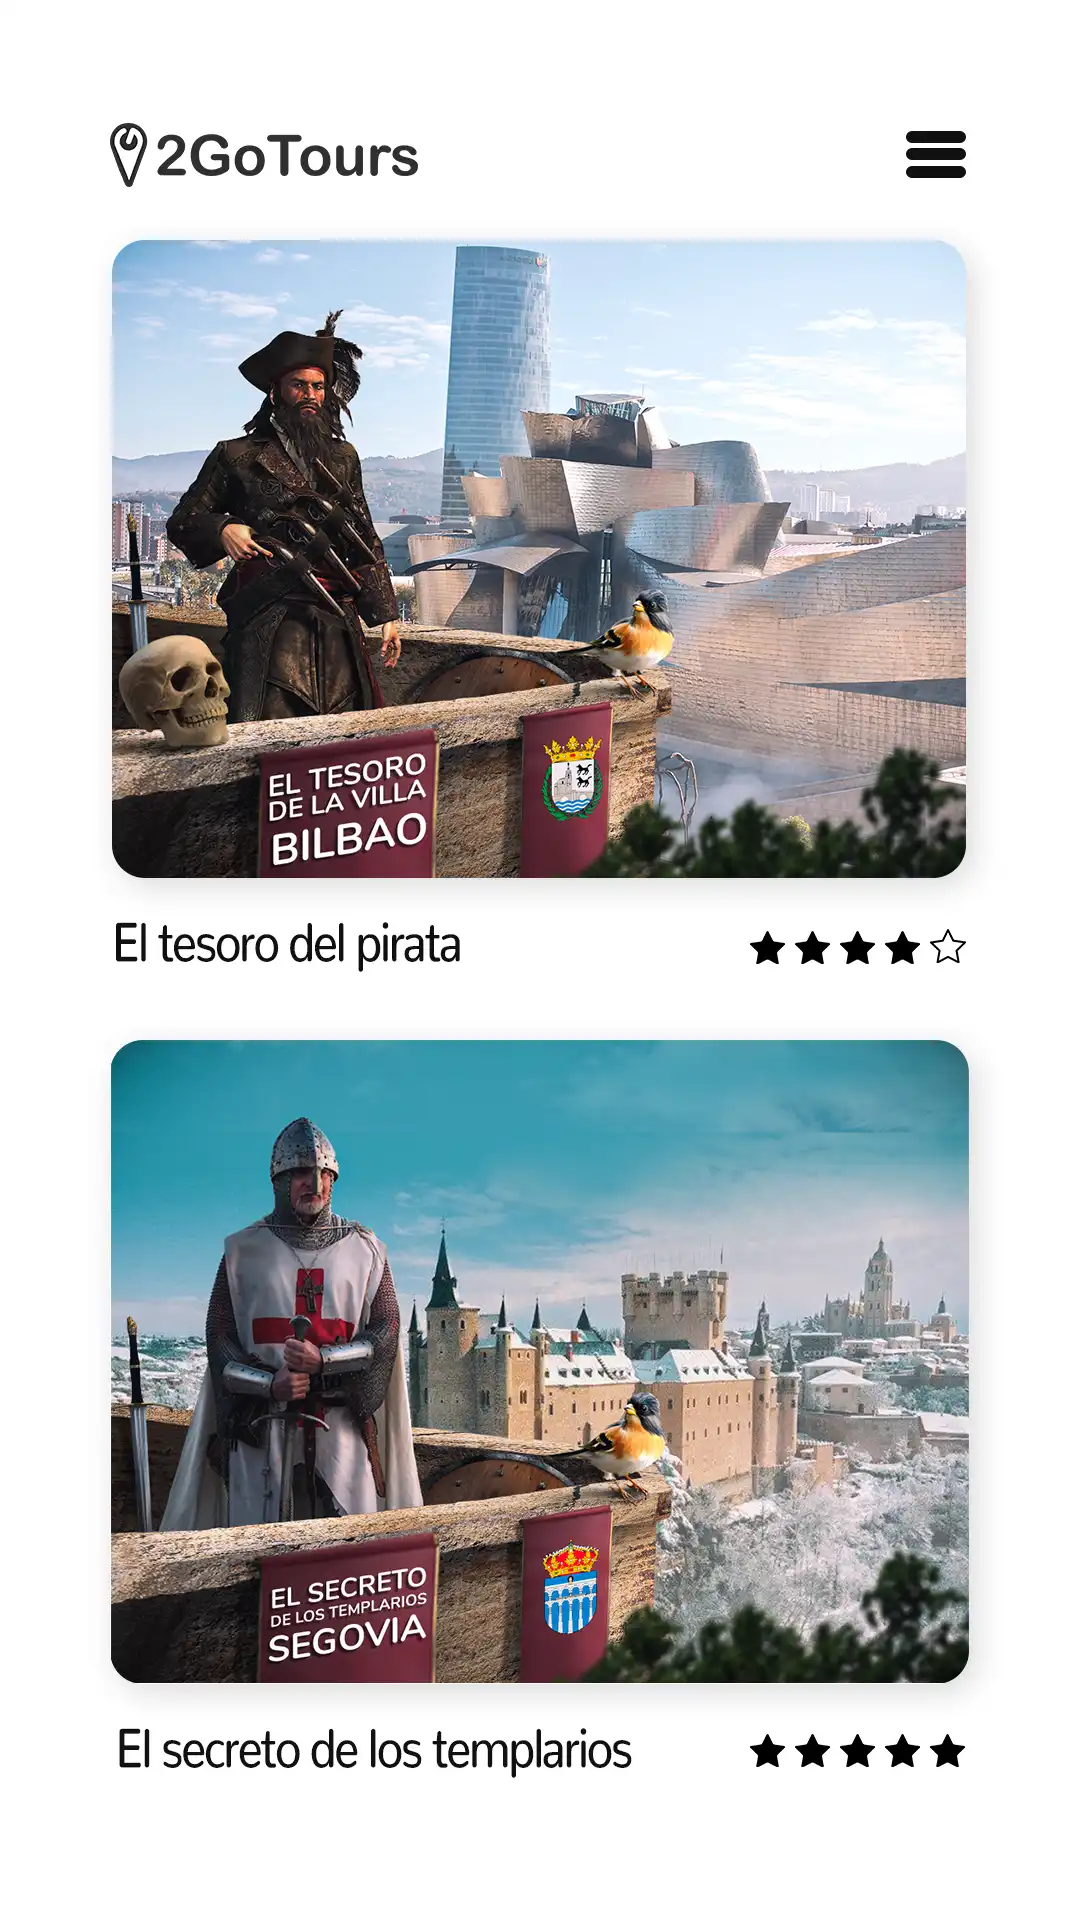 2GoTours
EL TESORO
DE LA VILLA
BILBAO
El tesoro del pirata
EL SECRETO
DE LOS TEMPLARIOS
SEGOVIA
El secreto de los templarios